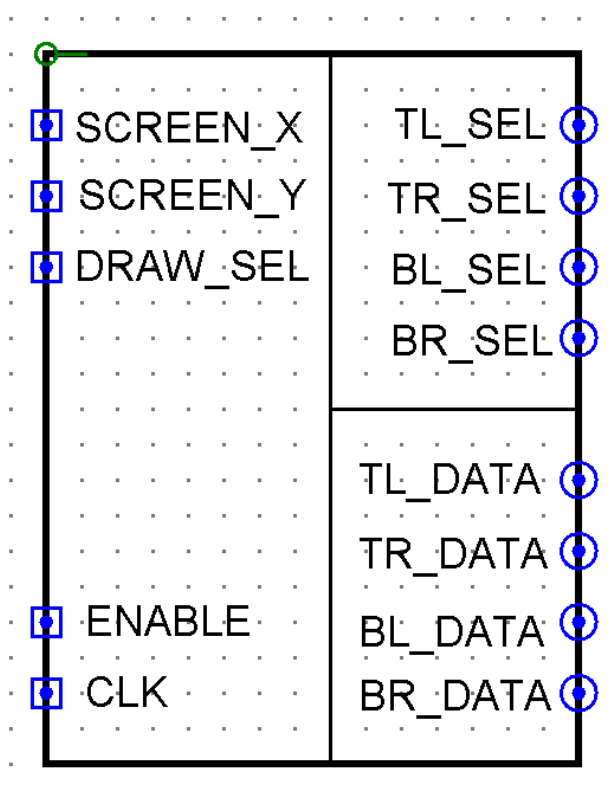 SCREEN_X
SCREEN_Y
DRAW_SEL
ENABLE
CLK
TL_SEL
TR_SEL
BL_SEL
BR_SEL
TL_DATA
TR_DATA
BL_DATA
BR_DATA